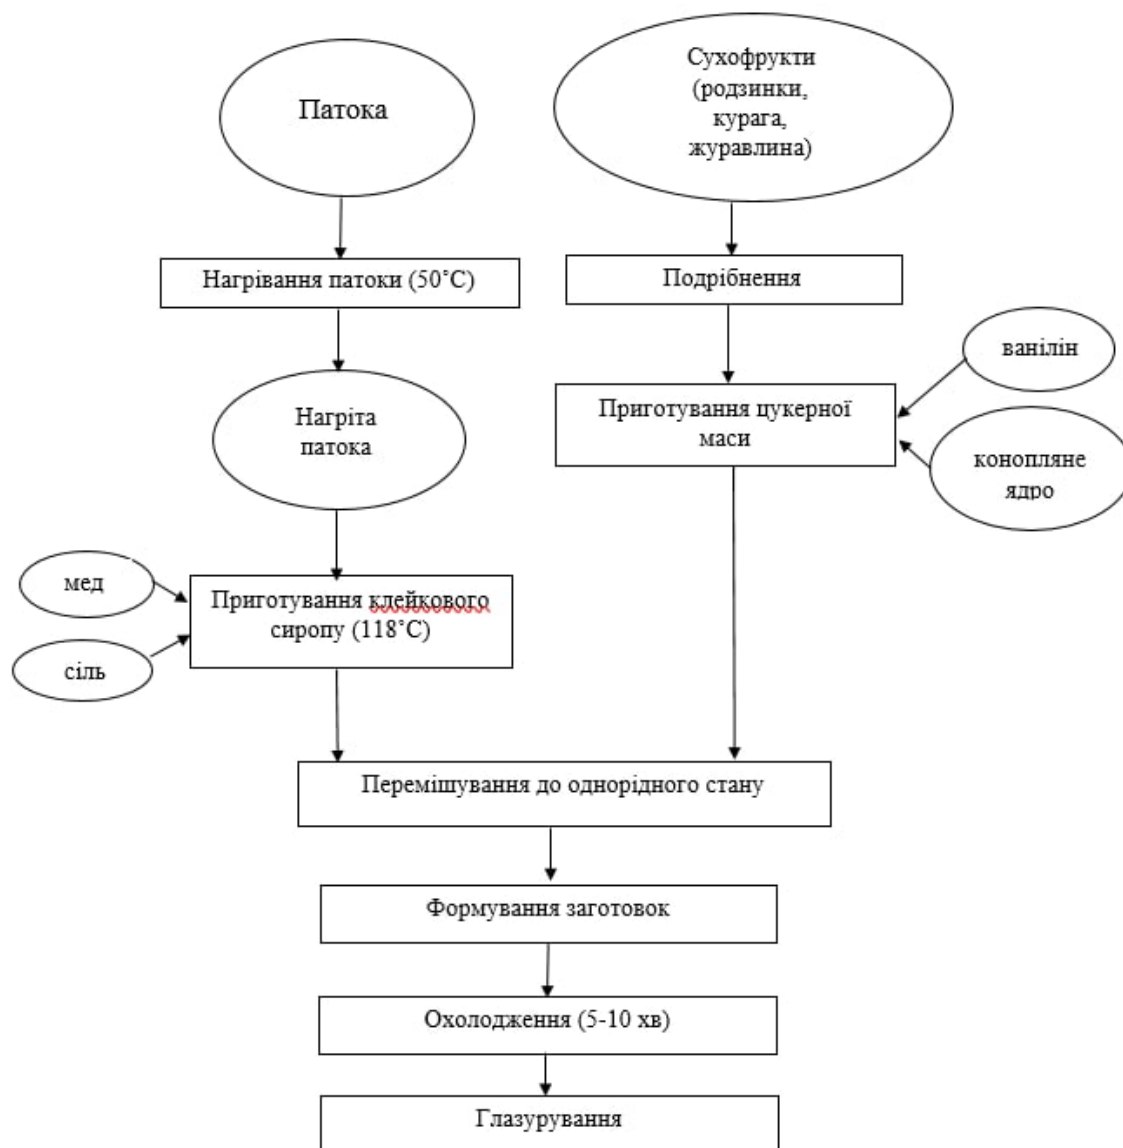 Патока
Сухофрукти
(родзинки,
курага,
журавлина)
Нагрівання патоки (50˚С)
Подрібнення
ванілін
Нагріта
патока
Приготування цукерної
маси
конопляне
ядро
мед
Приготування клейкового
сиропу (118˚С)
сіль
Перемішування до однорідного стану
Формування заготовок
Охолодження (5-10 хв)
Глазурування